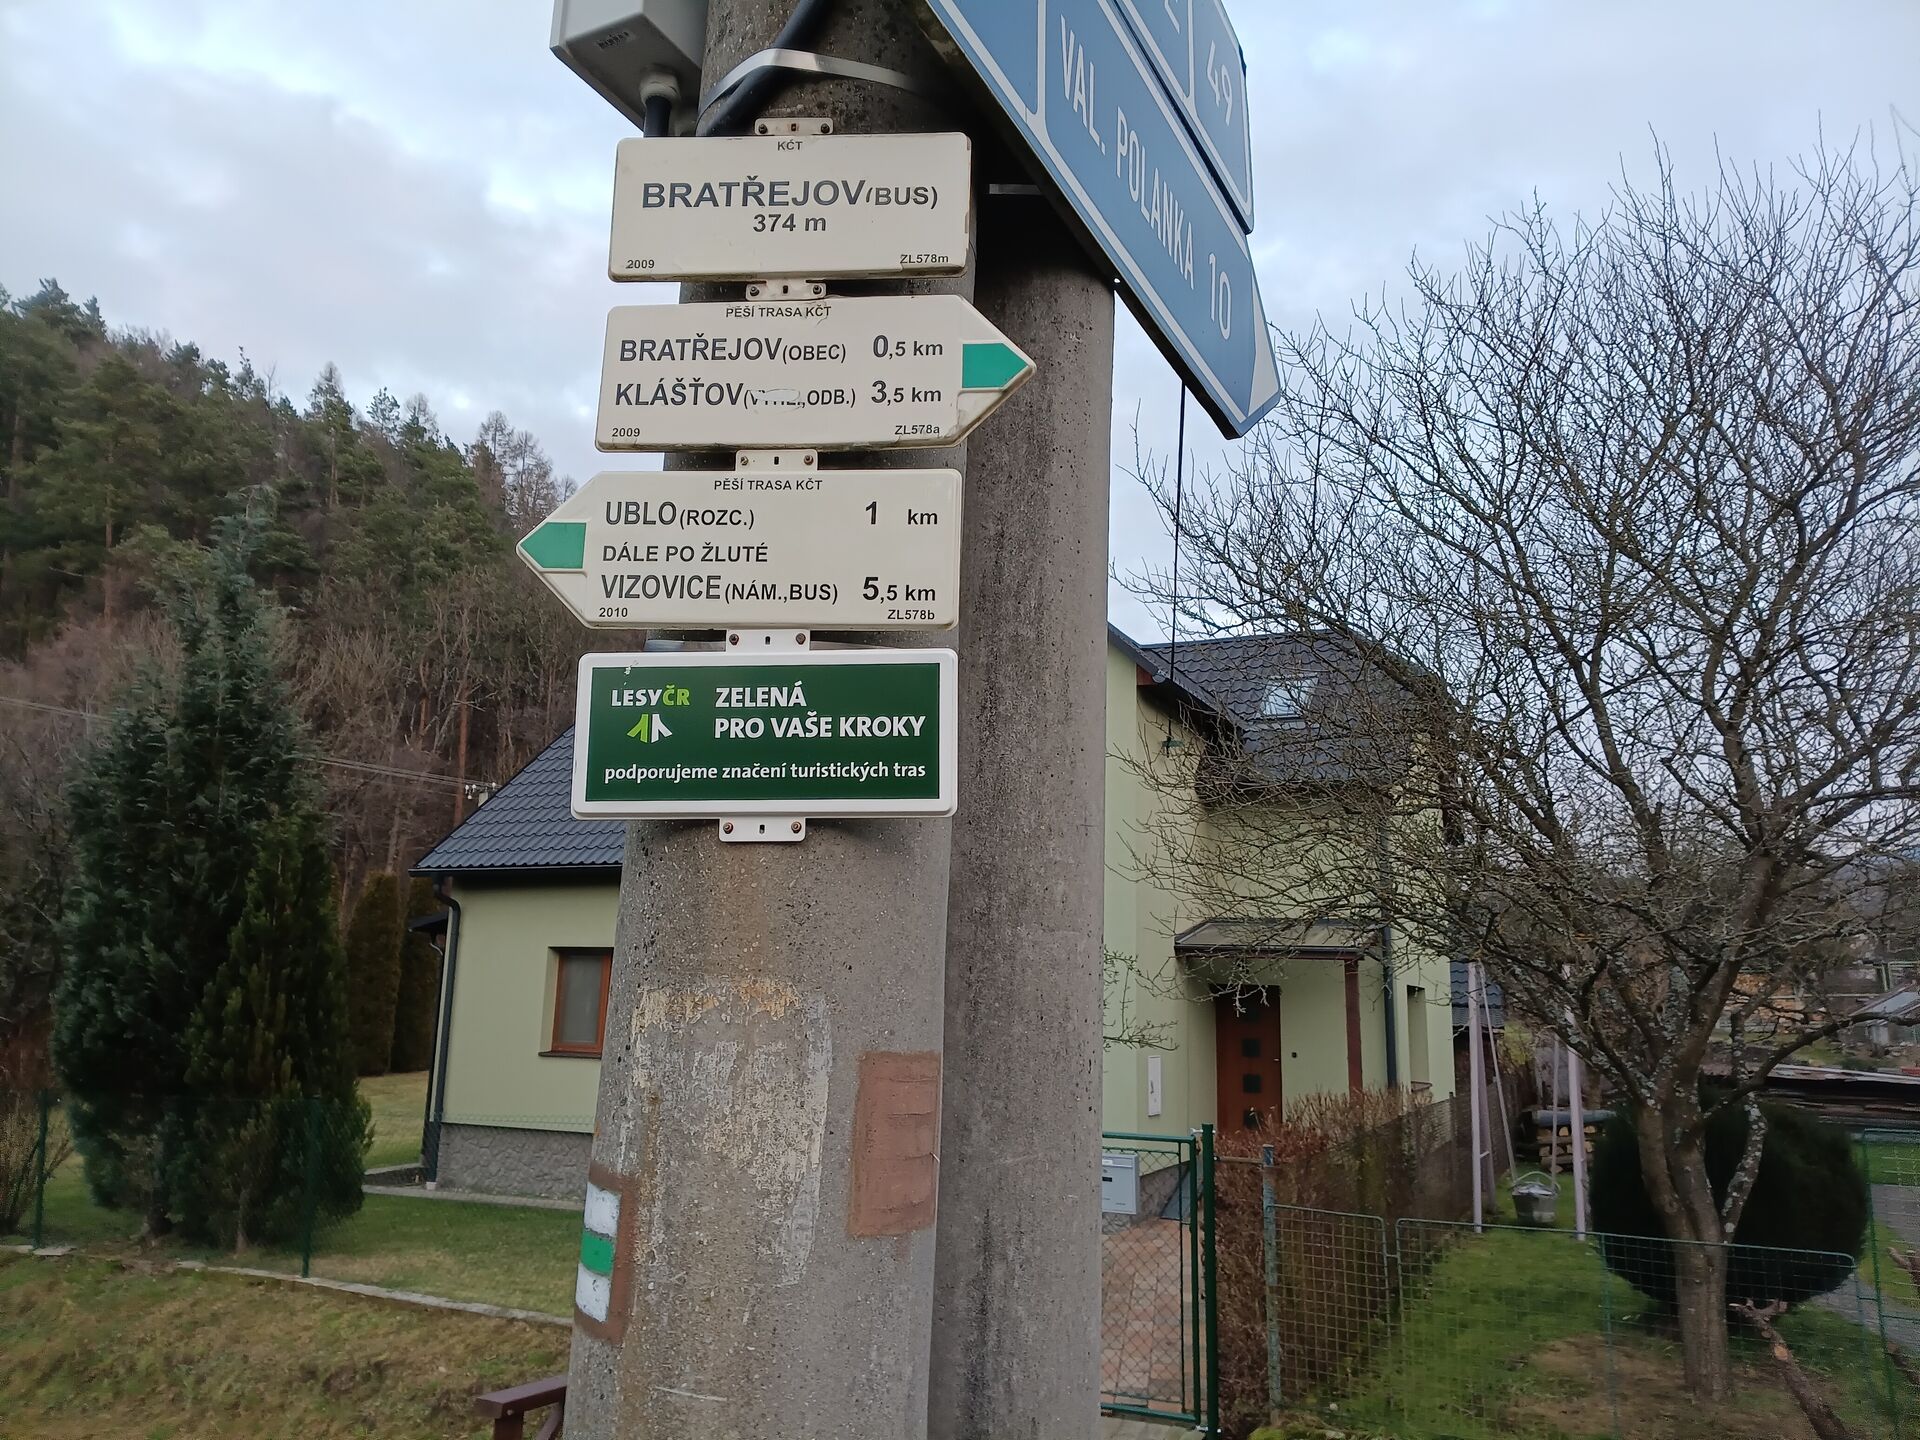 49
VAL. POLANKA 10
KČT
BRATŘEJOV(BUS)
374 m
2009 ZL578m
PĚŠÍ TRASA KČT
BRATŘEJOV(OBEC) 0,5 km
KLÁŠŤOV( ,ODB.) 3,5 km
2009 ZL578a
PĚŠÍ TRASA KČT
UBLO(ROZC.) 1 km
DÁLE PO ŽLUTÉ
VIZOVICE(NÁM.,BUS) 5,5 km
2010 ZL578b
LESYČR ZELENÁ
PRO VAŠE KROKY
podporujeme značení turistických tras